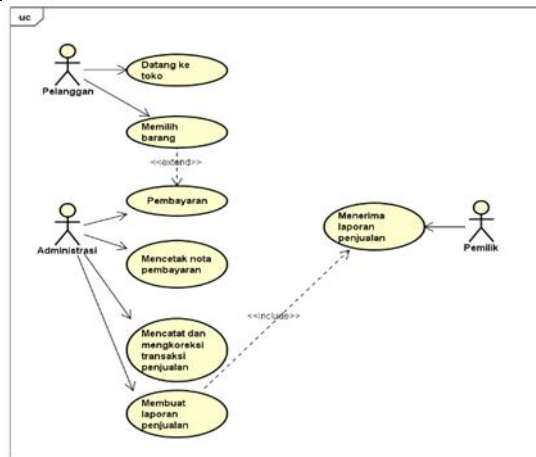 uc
Datang ke
toko
Pelanggan
Memilih
barang
<<extend>>
Pembayaran
Administrasi
Mencetak nota
pembayaran
Menerima
laporan
penjualan
Pemilik
<<include>>
Mencatat dan
mengkoreksi
transaksi
penjualan
Membuat
laporan
penjualan